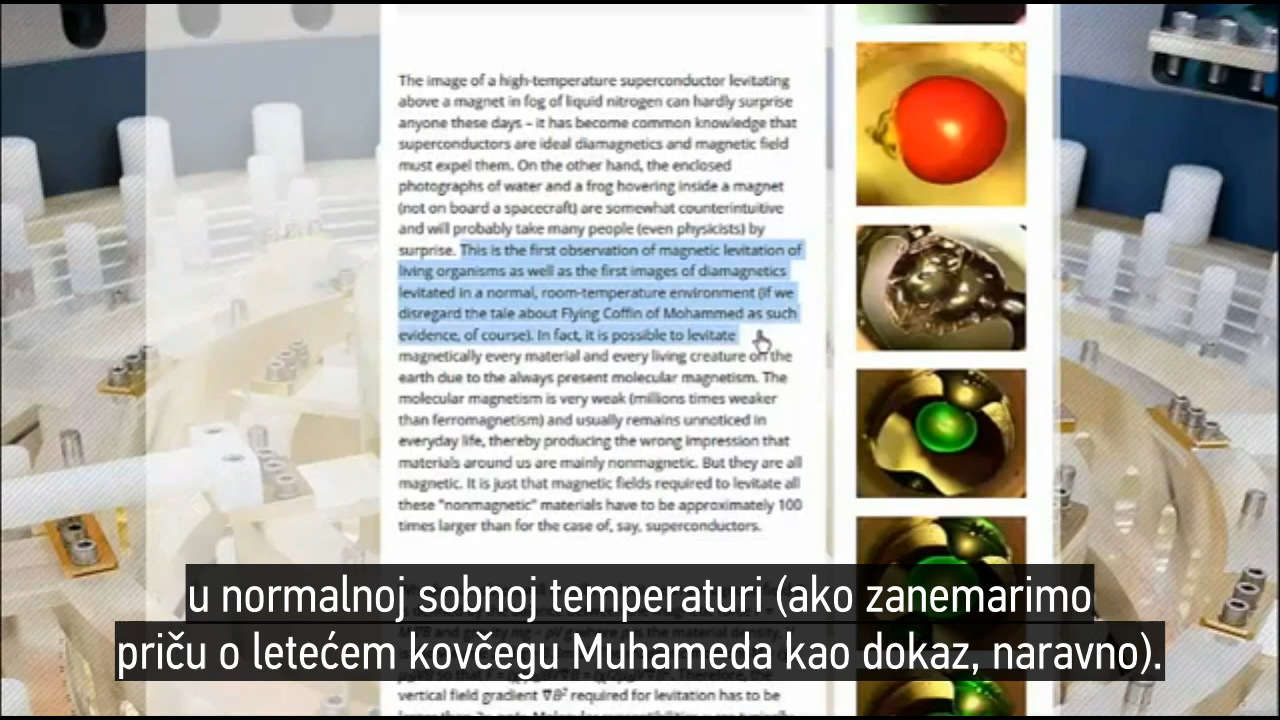 The image of a high-temperature superconductor levitating
above a magnet in fog of liquid nitrogen can hardly surprise
anyone these days – it has become common knowledge that
superconductors are ideal diamagnetics and magnetic field
must expel them. On the other hand, the enclosed
photographs of water and a frog hovering inside a magnet
(not on board a spacecraft) are somewhat counterintuitive
and will probably take many people (even physicists) by
surprise. This is the first observation of magnetic levitation of
living organisms as well as the first images of diamagnetics
levitated in a normal, room-temperature environment (if we
disregard the tale about Flying Coffin of Mohammed as such
evidence, of course). In fact, it is possible to levitate
magnetically every material and every living creature on the
earth due to the always present molecular magnetism. The
molecular magnetism is very weak (millions times weaker
than ferromagnetism) and usually remains unnoticed in
everyday life, thereby producing the wrong impression that
materials around us are mainly nonmagnetic. But they are all
magnetic. It is just that magnetic fields required to levitate all
these "nonmagnetic" materials have to be approximately 100
times larger than for the case of, say, superconductors.
u normalnoj sobnoj temperaturi (ako zanemarimo
priču o letećem kovčegu Muhameda kao dokaz, naravno).
vertical field gradient ∇B² required for levitation has to be